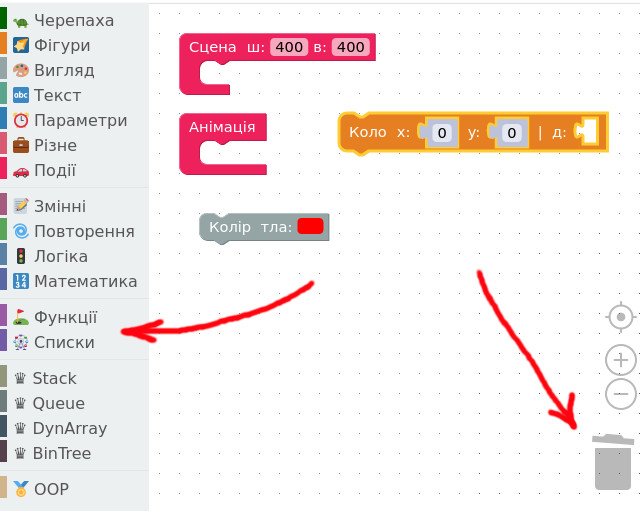 Черепаха
Фігури
Вигляд
Текст
Параметри
Різне
Події
Змінні
Повторення
Логіка
Математика
Функції
Списки
Stack
Queue
DynArray
BinTree
OOP
Сцена ш: 400 в: 400
Анімація
Коло х: 0 у: 0 | д:
Колір тла: